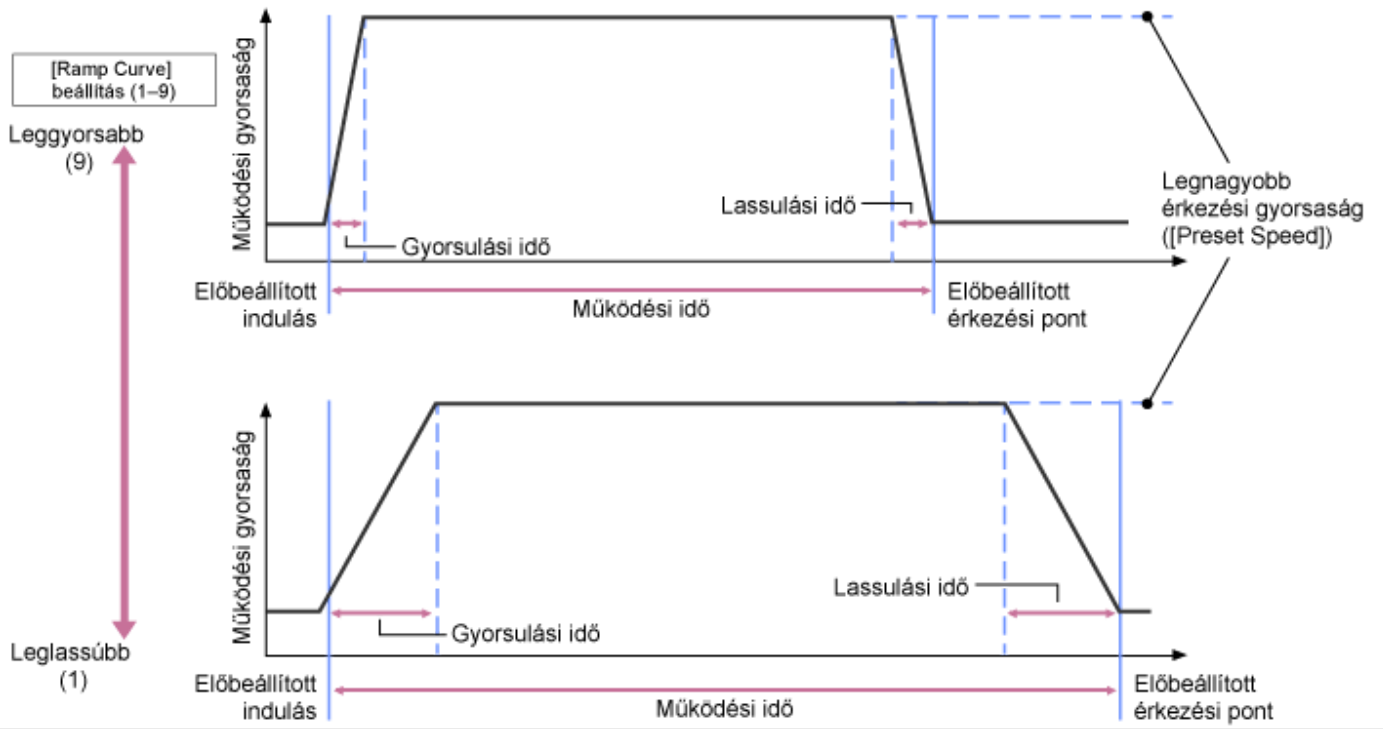 [Ramp Curve]
beállítás (1–9)
Leggyorsabb
(9)
Leglassúbb
(1)
Működési gyorsaság
Gyorsulási idő
Lassulási idő
Előbeállított
indulás
Működési idő
Előbeállított
érkezési pont
Legnagyobb
érkezési gyorsaság
([Preset Speed])
Működési gyorsaság
Gyorsulási idő
Lassulási idő
Előbeállított
indulás
Működési idő
Előbeállított
érkezési pont